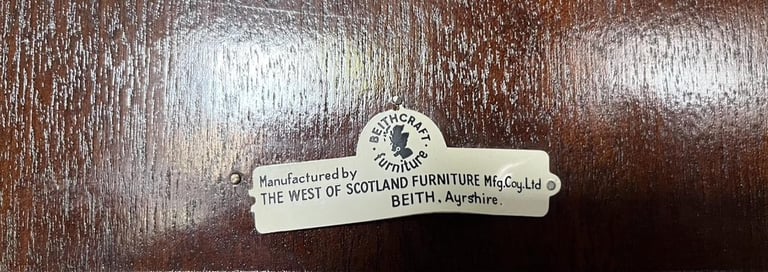 BEITHCRAFT
furniture
Manufactured by
THE WEST OF SCOTLAND FURNITURE Mfg.Coy.Ltd
BEITH. Ayrshire.